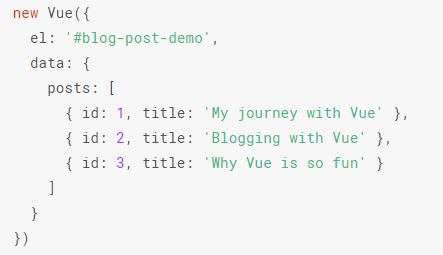 new Vue({
  el: '#blog-post-demo',
  data: {
    posts: [
      { id: 1, title: 'My journey with Vue' },
      { id: 2, title: 'Blogging with Vue' },
      { id: 3, title: 'Why Vue is so fun' }
    ]
  }
})